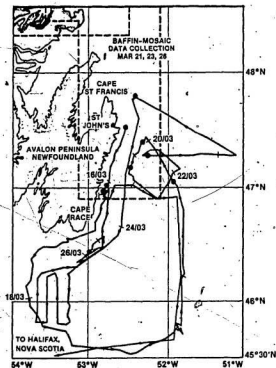 BAFFIN-MOSAIC
DATA COLLECTION
MAR 21, 23, 26
48°N
CAPE
ST FRANCIS
ST
JOHN'S
20/03
AVALON PENINSULA
NEWFOUNDLAND
16/03
22/03
47°N
CAPE
RACE
24/03
26/03
18/03
46°N
TO HALIFAX,
NOVA SCOTIA
45°30'N
54°W
53°W
52°W
51°W